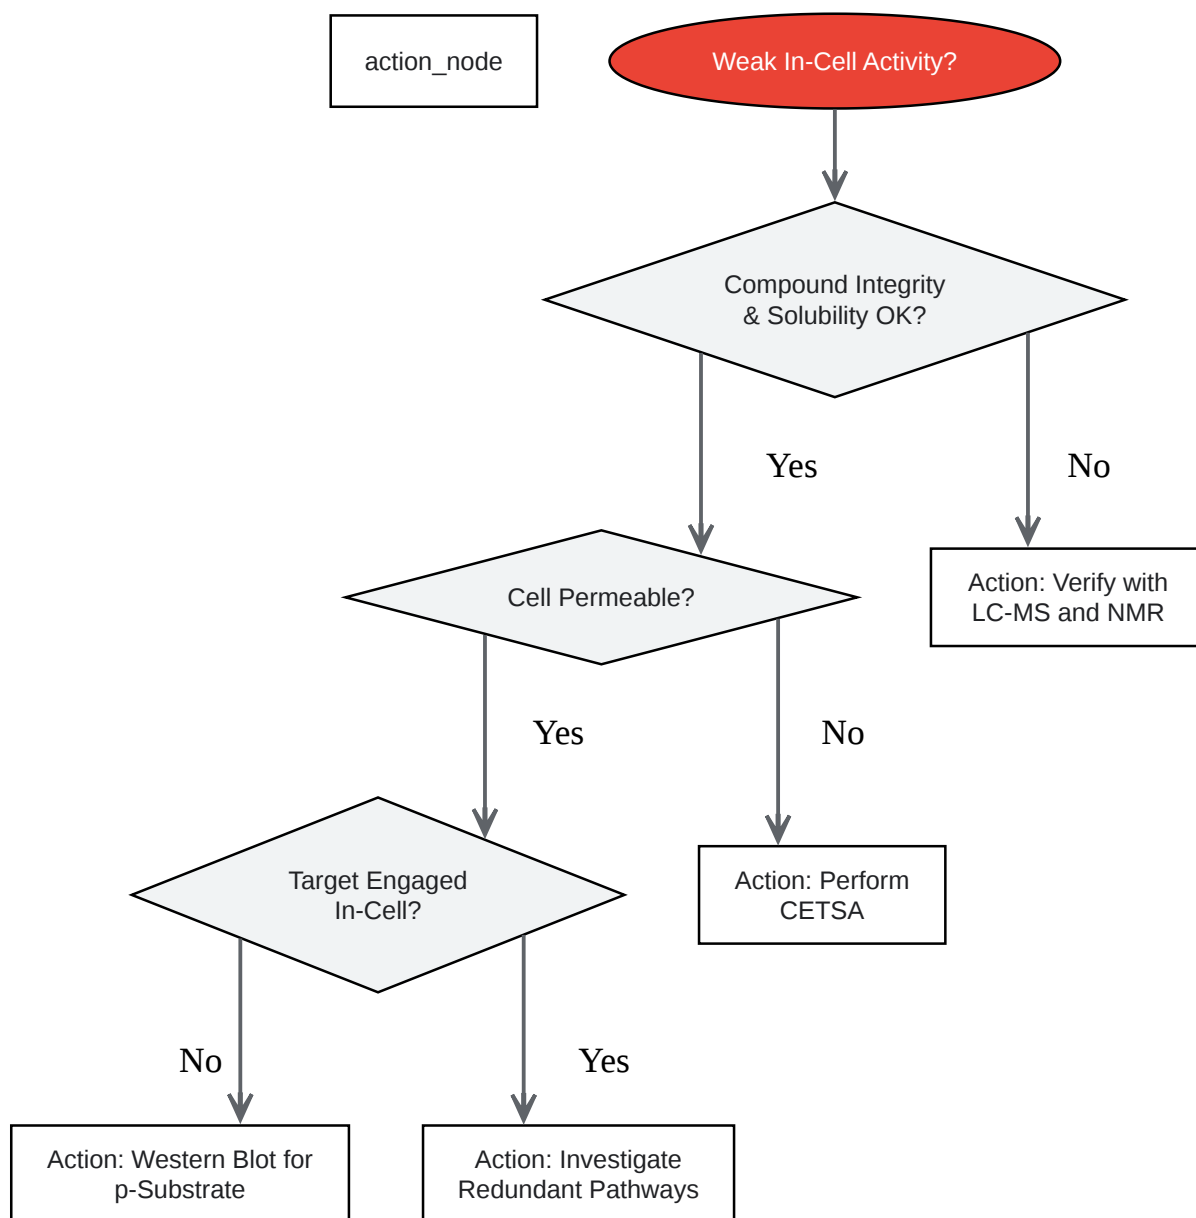 action_node
Weak In-Cell Activity?
Compound Integrity
& Solubility OK?
Yes
No
Cell Permeable?
Action: Verify with
LC-MS and NMR
Yes
No
Target Engaged
In-Cell?
Action: Perform
CETSA
No
Yes
Action: Western Blot for
p-Substrate
Action: Investigate
Redundant Pathways